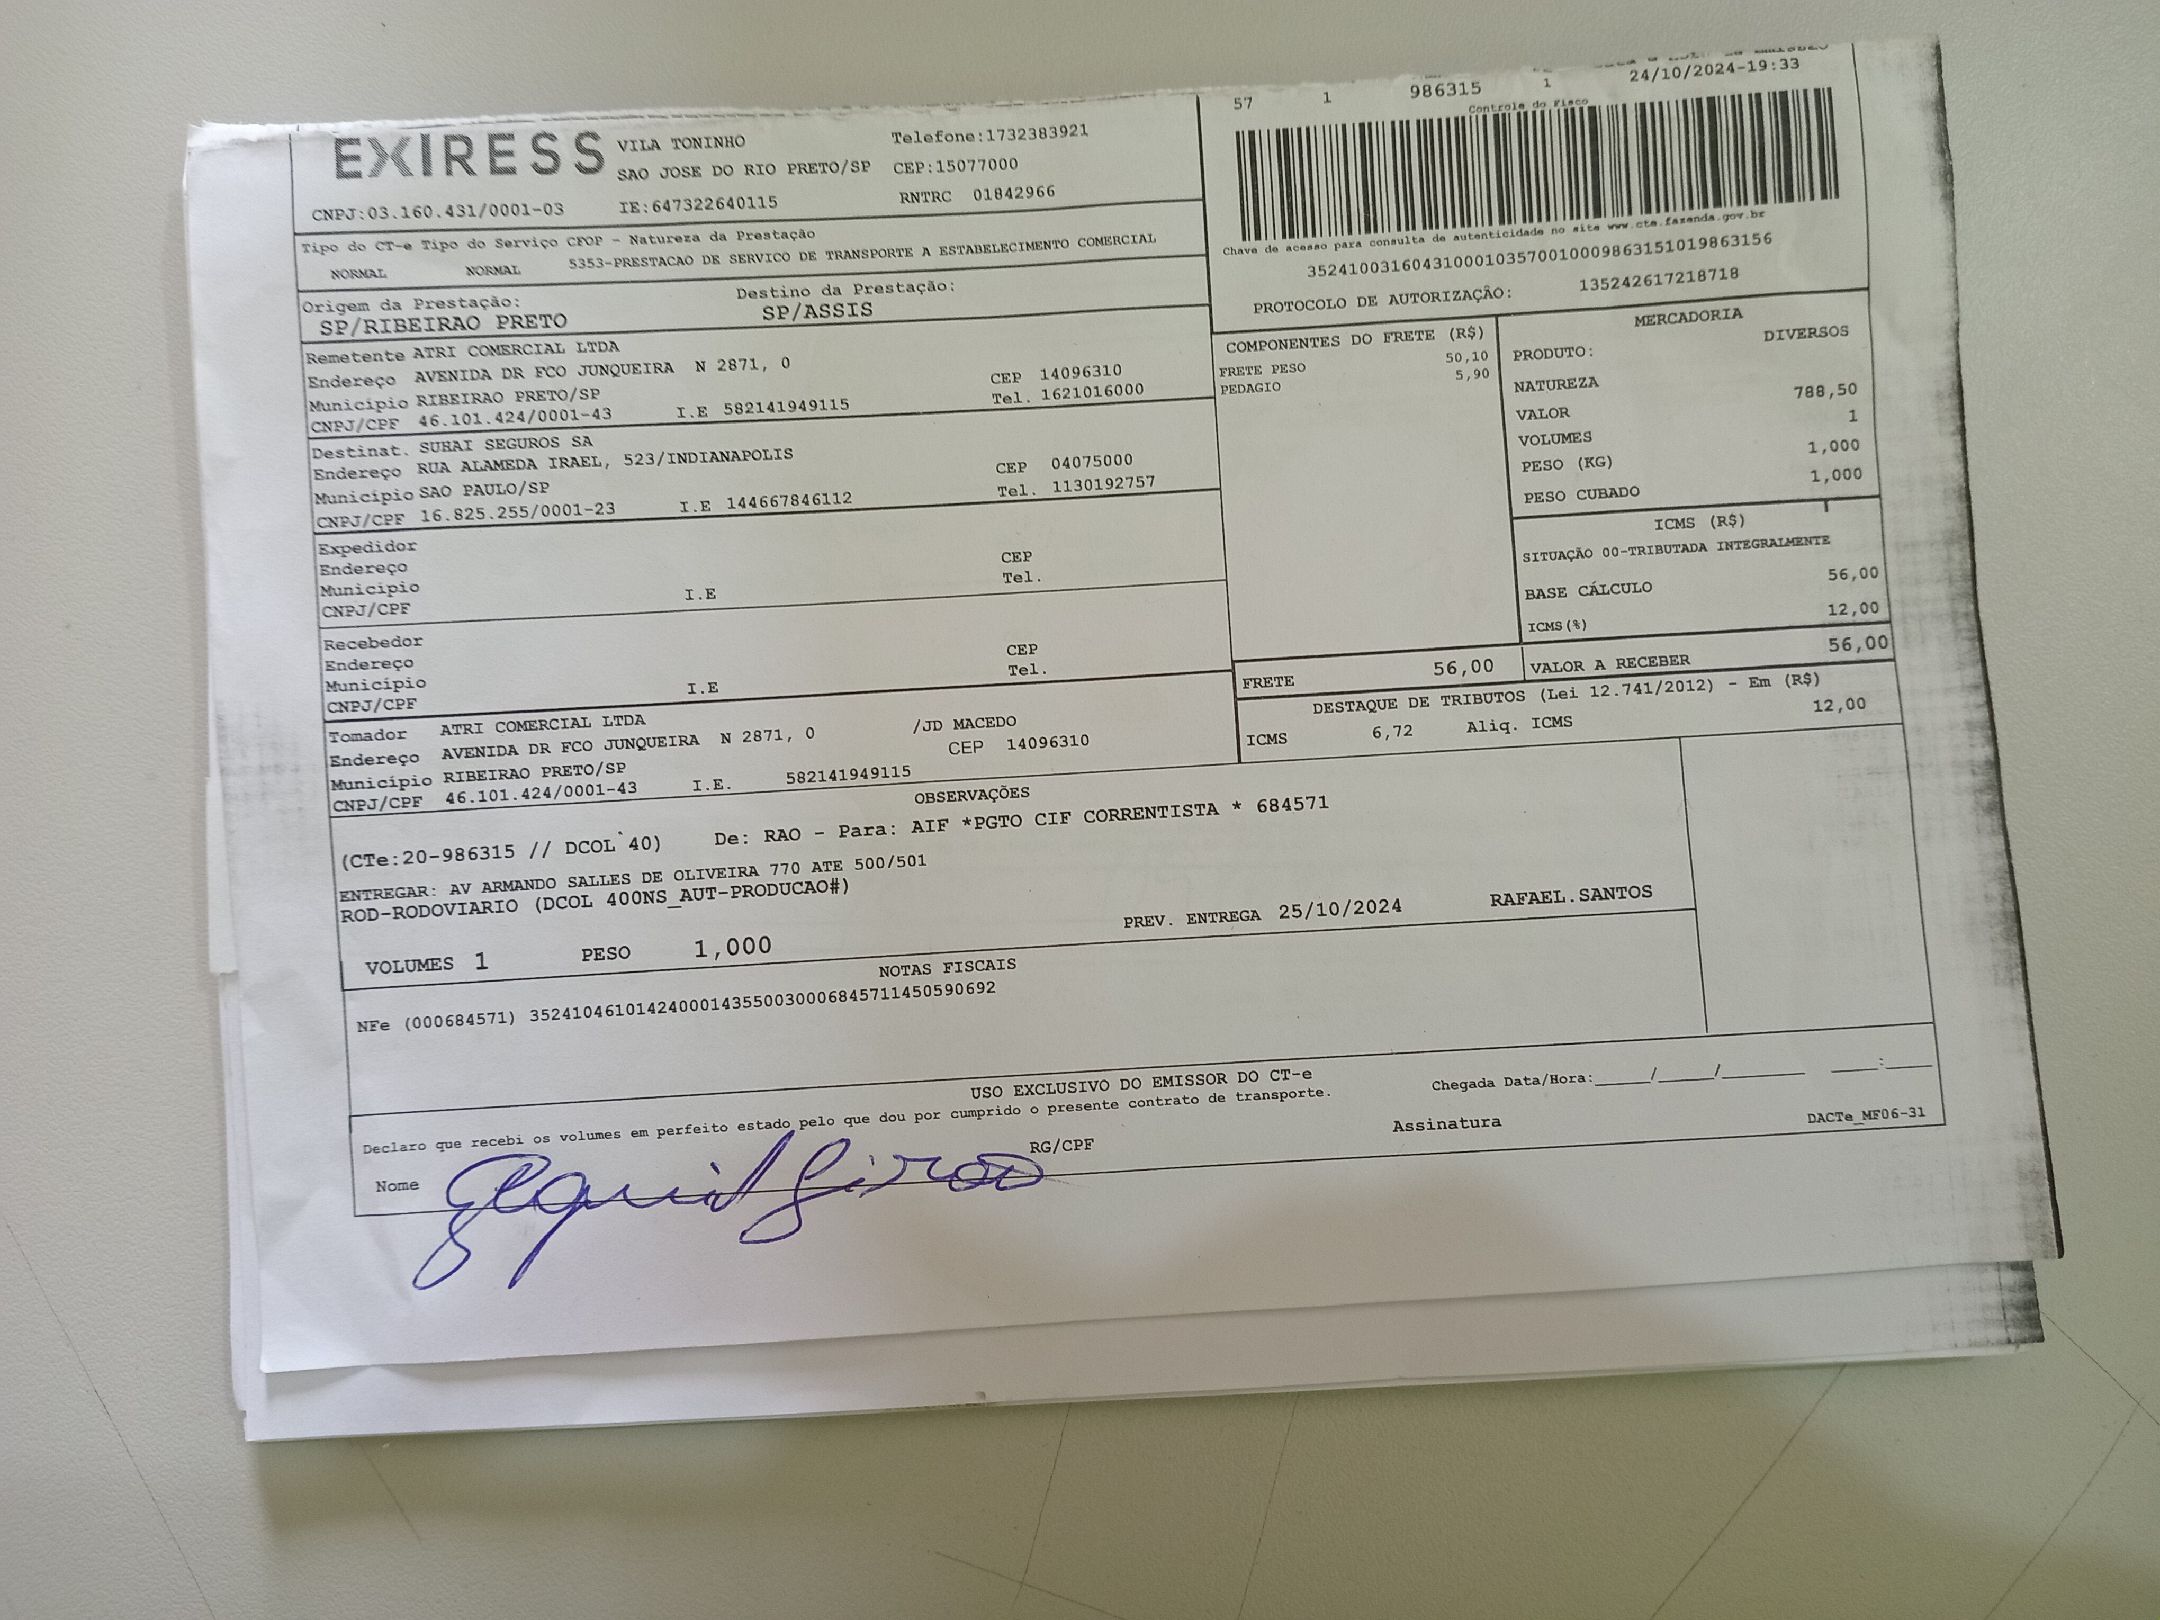 57 1 986315 1 24/10/2024-19:33
Controle do Fisco
EXIRESS
VILA TONINHO Telefone:1732383921
SAO JOSE DO RIO PRETO/SP CEP:15077000
CNPJ:03.160.431/0001-03 IE:647322640115 RNTRC 01842966
Chave de acesso para consulta de autenticidade no site www.cte.fazenda.gov.br
35241003160431000103570010009863151019863156
PROTOCOLO DE AUTORIZAÇÃO: 135242617218718
Tipo do CT-e Tipo do Serviço CFOP - Natureza da Prestação
NORMAL NORMAL 5353-PRESTACAO DE SERVICO DE TRANSPORTE A ESTABELECIMENTO COMERCIAL
Origem da Prestação: Destino da Prestação:
SP/RIBEIRAO PRETO SP/ASSIS
Remetente ATRI COMERCIAL LTDA
Endereço AVENIDA DR FCO JUNQUEIRA N 2871, 0
Município RIBEIRAO PRETO/SP CEP 14096310
CNPJ/CPF 46.101.424/0001-43 I.E 582141949115 Tel. 1621016000
Destinat. SUHAI SEGUROS SA
Endereço RUA ALAMEDA IRAEL, 523/INDIANAPOLIS
Município SAO PAULO/SP CEP 04075000
CNPJ/CPF 16.825.255/0001-23 I.E 144667846112 Tel. 1130192757
Expedidor
Endereço CEP
Município Tel.
CNPJ/CPF I.E
Recebedor
Endereço CEP
Município Tel.
CNPJ/CPF I.E
Tomador ATRI COMERCIAL LTDA
Endereço AVENIDA DR FCO JUNQUEIRA N 2871, 0 /JD MACEDO
Município RIBEIRAO PRETO/SP CEP 14096310
CNPJ/CPF 46.101.424/0001-43 I.E. 582141949115
COMPONENTES DO FRETE (R$)
FRETE PESO 50,10
PEDAGIO 5,90
MERCADORIA
PRODUTO: DIVERSOS
NATUREZA
VALOR 788,50
VOLUMES 1
PESO (KG) 1,000
PESO CUBADO 1,000
ICMS (R$)
SITUAÇÃO 00-TRIBUTADA INTEGRALMENTE
BASE CÁLCULO 56,00
ICMS(%) 12,00
FRETE 56,00 VALOR A RECEBER 56,00
DESTAQUE DE TRIBUTOS (Lei 12.741/2012) - Em (R$)
ICMS 6,72 Aliq. ICMS 12,00
OBSERVAÇÕES
(CTe:20-986315 // DCOL 40) De: RAO - Para: AIF *PGTO CIF CORRENTISTA * 684571
ENTREGAR: AV ARMANDO SALLES DE OLIVEIRA 770 ATE 500/501
ROD-RODOVIARIO (DCOL 400NS_AUT-PRODUCAO#)
PREV. ENTREGA 25/10/2024 RAFAEL.SANTOS
VOLUMES 1 PESO 1,000
NOTAS FISCAIS
NFe (000684571) 35241046101424000143550030006845711450590692
USO EXCLUSIVO DO EMISSOR DO CT-e
Declaro que recebi os volumes em perfeito estado pelo que dou por cumprido o presente contrato de transporte.
Chegada Data/Hora:_____/_____/_______ ____:____
Nome RG/CPF Assinatura DACTe_MF06-31